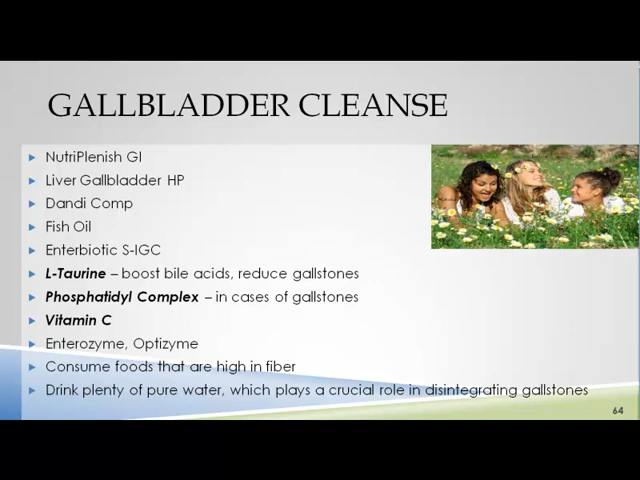 GALLBLADDER CLEANSE
NutriPlenish GI
Liver Gallbladder HP
Dandi Comp
Fish Oil
Enterbiotic S-IGC
L-Taurine – boost bile acids, reduce gallstones
Phosphatidyl Complex – in cases of gallstones
Vitamin C
Enterozyme, Optizyme
Consume foods that are high in fiber
Drink plenty of pure water, which plays a crucial role in disintegrating gallstones
64